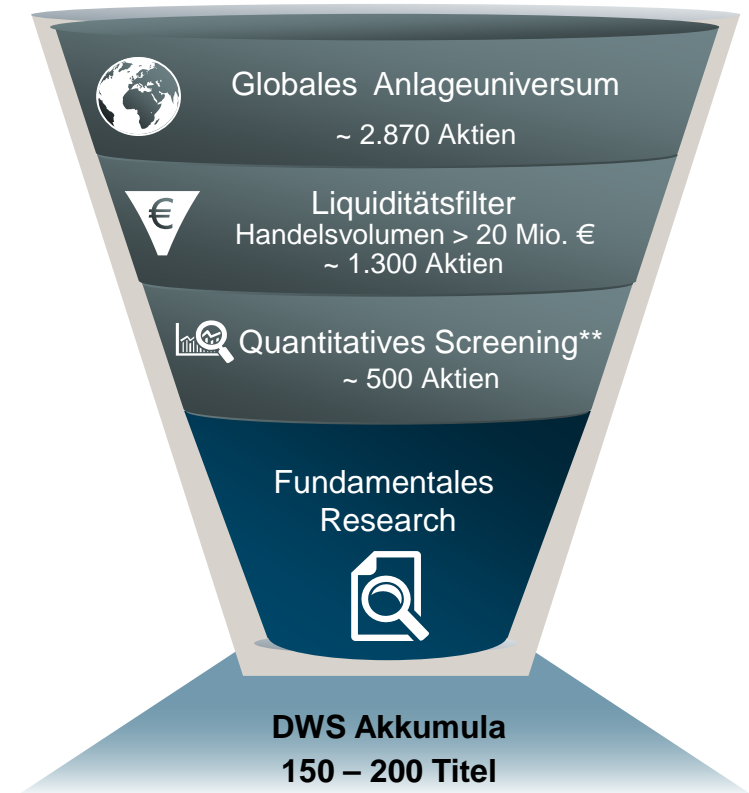 Globales Anlageuniversum
~ 2.870 Aktien
€
Liquiditätsfilter
Handelsvolumen > 20 Mio. €
~ 1.300 Aktien
Quantitatives Screening**
~ 500 Aktien
Fundamentales
Research
DWS Akkumula
150 – 200 Titel